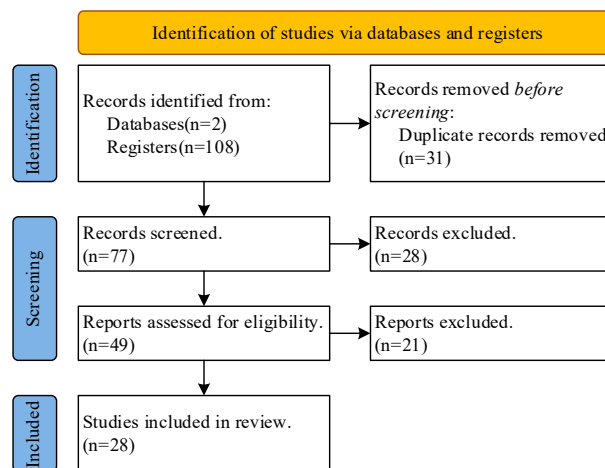 Identification of studies via databases and registers
Identification
Records identified from:
Databases(n=2)
Registers(n=108)
Records removed before
screening:
Duplicate records removed
(n=31)
Screening
Records screened.
(n=77)
Records excluded.
(n=28)
Reports assessed for eligibility.
(n=49)
Reports excluded.
(n=21)
Included
Studies included in review.
(n=28)